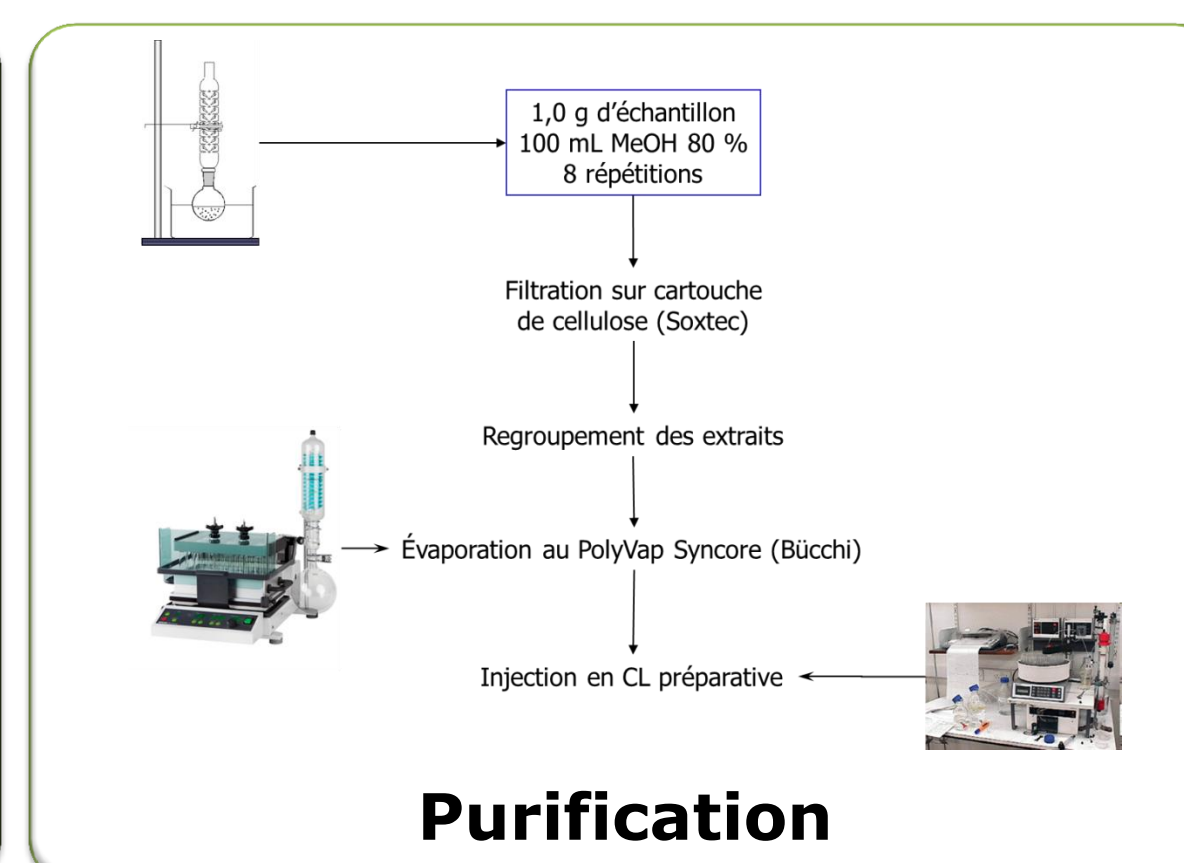 1,0 g d’échantillon
100 mL MeOH 80 %
8 répétitions
Filtration sur cartouche
de cellulose (Soxtec)
Regroupement des extraits
Évaporation au PolyVap Syncore (Bücchi)
Injection en CL préparative
Purification